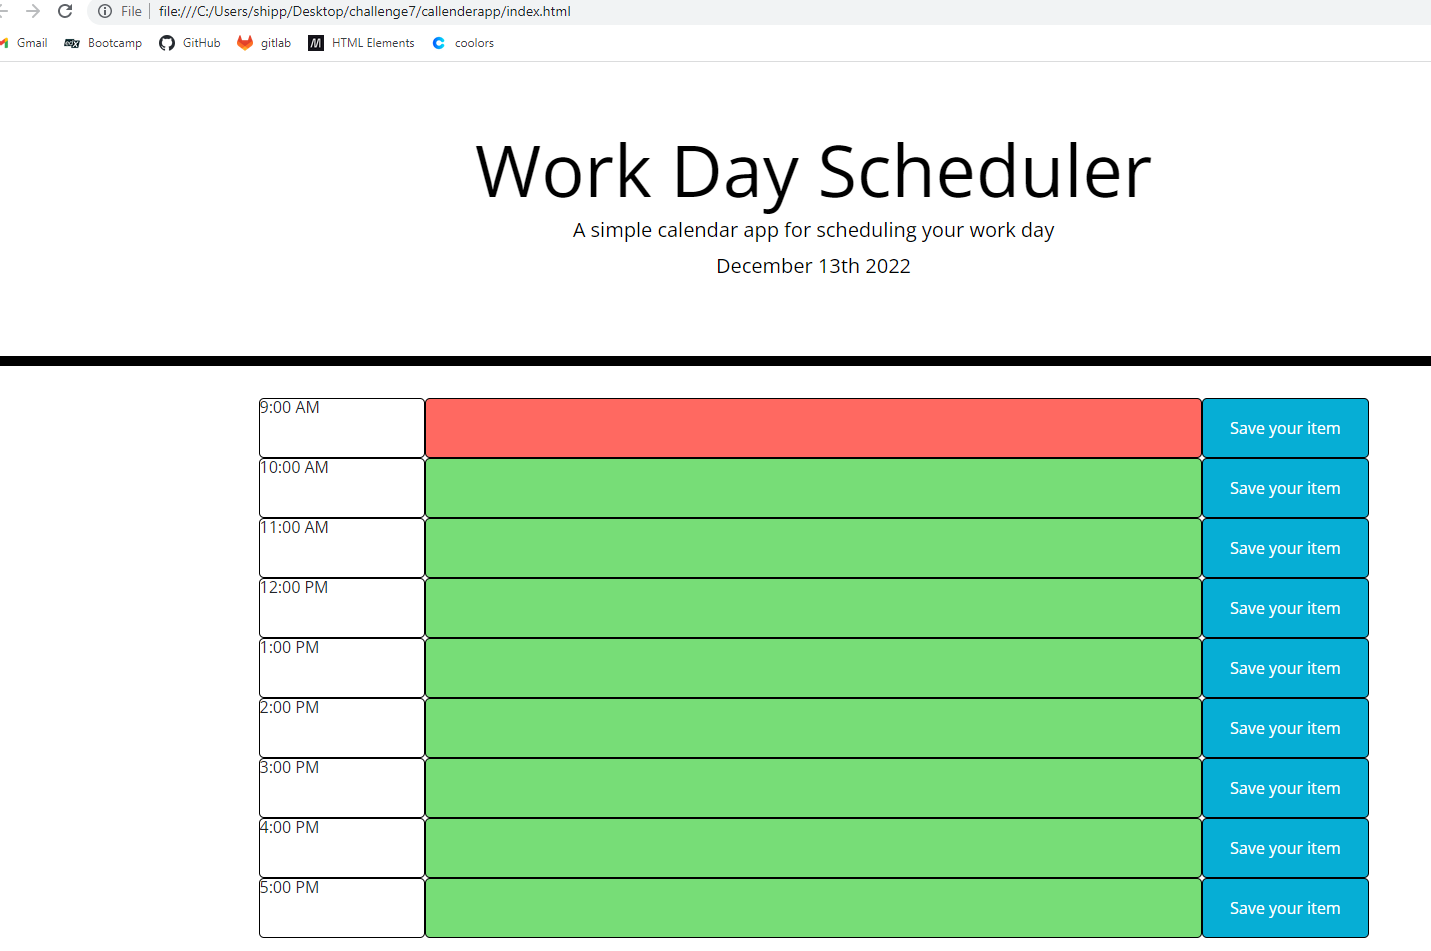 File file:///C:/Users/shipp/Desktop/challenge7/callenderapp/index.html
Gmail Bootcamp GitHub M HTML Elements coolors gitlab
Work Day Scheduler
A simple calendar app for scheduling your work day
December 13th 2022
9:00 AM Save your item
10:00 AM Save your item
11:00 AM Save your item
12:00 PM Save your item
1:00 PM Save your item
2:00 PM Save your item
3:00 PM Save your item
4:00 PM Save your item
5:00 PM Save your item